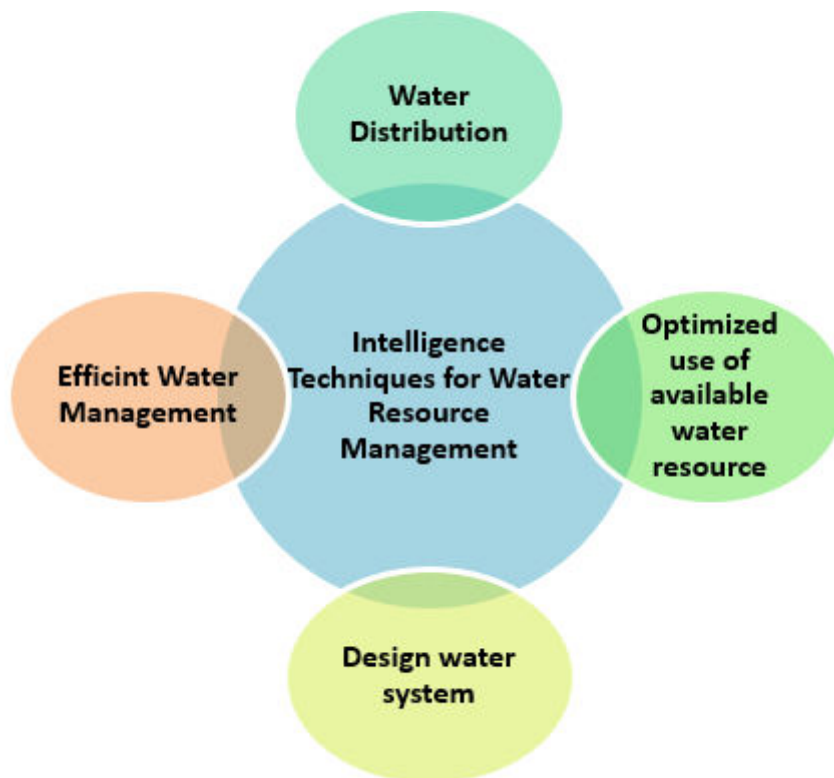 Water
Distribution
Intelligence
Techniques for Water
Resource
Management
Efficint Water
Management
Optimized
use of
available
water
resource
Design water
system